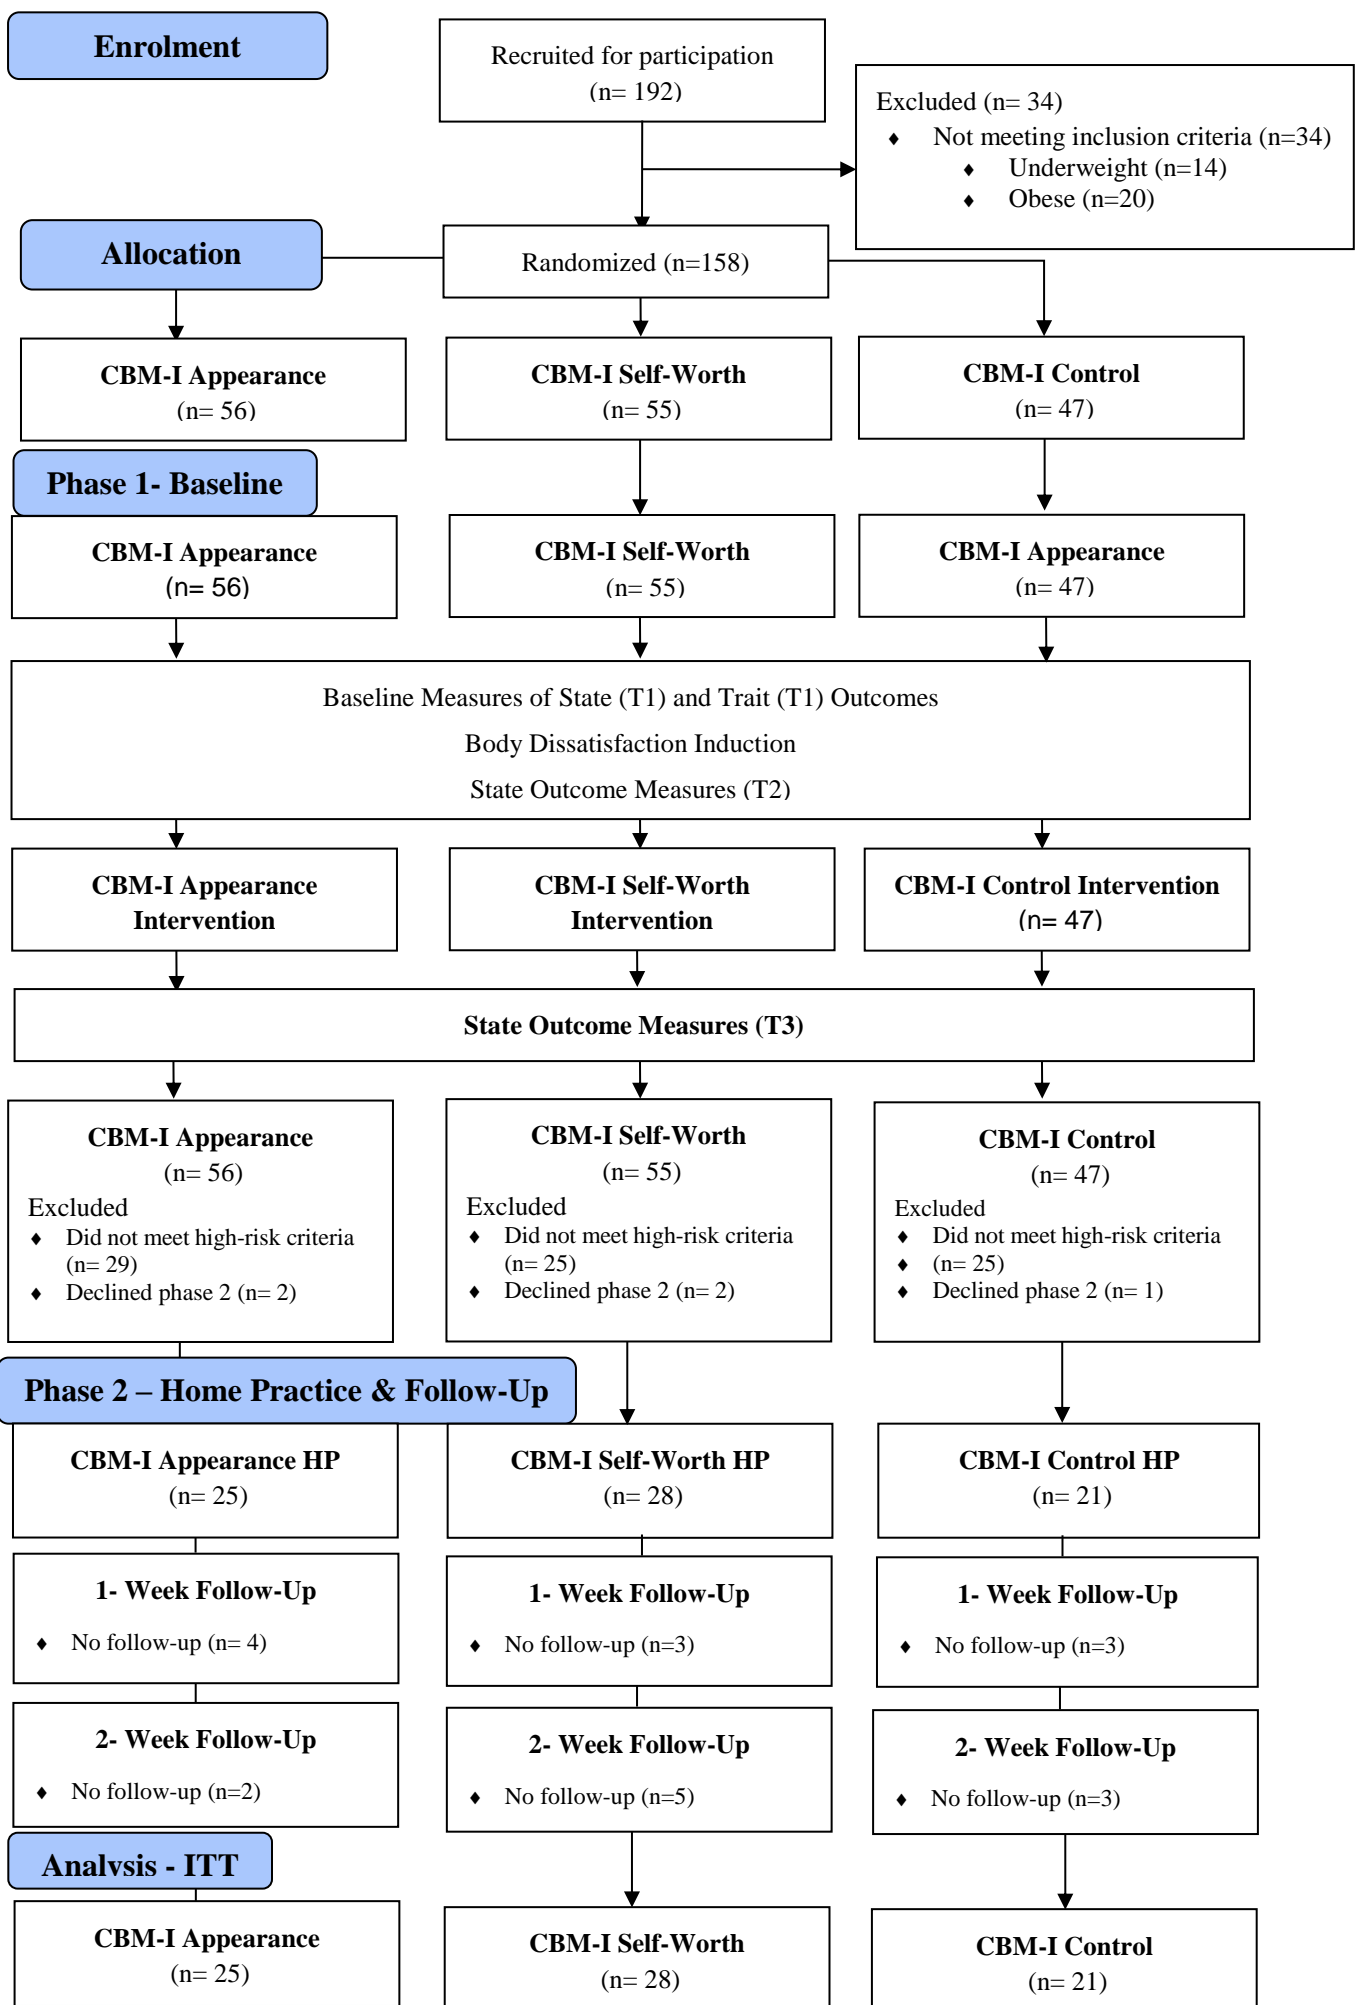 Enrolment
Recruited for participation
(n= 192)
Excluded (n= 34)
♦ Not meeting inclusion criteria (n=34)
♦ Underweight (n=14)
♦ Obese (n=20)
Allocation
Randomized (n=158)
CBM-I Appearance
(n= 56)
CBM-I Self-Worth
(n= 55)
CBM-I Control
(n= 47)
Phase 1- Baseline
CBM-I Appearance
(n= 56)
CBM-I Self-Worth
(n= 55)
CBM-I Appearance
(n= 47)
Baseline Measures of State (T1) and Trait (T1) Outcomes
Body Dissatisfaction Induction
State Outcome Measures (T2)
CBM-I Appearance
Intervention
CBM-I Self-Worth
Intervention
CBM-I Control Intervention
(n= 47)
State Outcome Measures (T3)
CBM-I Appearance
(n= 56)
Excluded
♦ Did not meet high-risk criteria
(n= 29)
♦ Declined phase 2 (n= 2)
CBM-I Self-Worth
(n= 55)
Excluded
♦ Did not meet high-risk criteria
(n= 25)
♦ Declined phase 2 (n= 2)
CBM-I Control
(n= 47)
Excluded
♦ Did not meet high-risk criteria
♦ (n= 25)
♦ Declined phase 2 (n= 1)
Phase 2 – Home Practice & Follow-Up
CBM-I Appearance HP
(n= 25)
CBM-I Self-Worth HP
(n= 28)
CBM-I Control HP
(n= 21)
1- Week Follow-Up
♦ No follow-up (n= 4)
1- Week Follow-Up
♦ No follow-up (n=3)
1- Week Follow-Up
♦ No follow-up (n=3)
2- Week Follow-Up
♦ No follow-up (n=2)
2- Week Follow-Up
♦ No follow-up (n=5)
2- Week Follow-Up
♦ No follow-up (n=3)
Analysis - ITT
CBM-I Appearance
(n= 25)
CBM-I Self-Worth
(n= 28)
CBM-I Control
(n= 21)